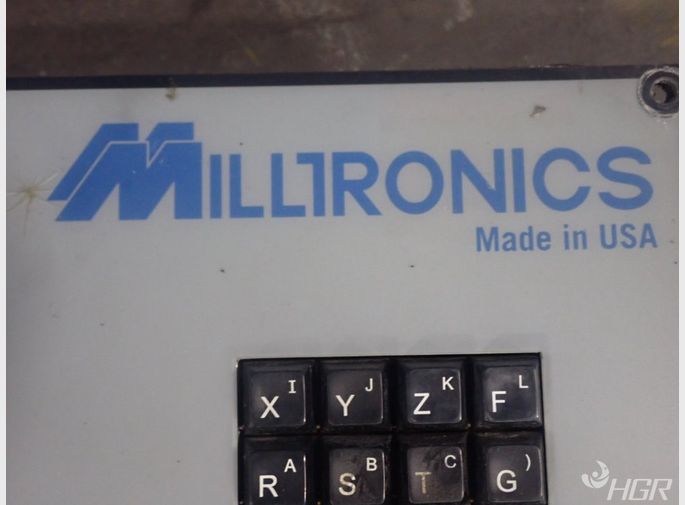 MILLTRONICS
Made in USA
X I Y J Z K F L
R A S B T C G )
HGR